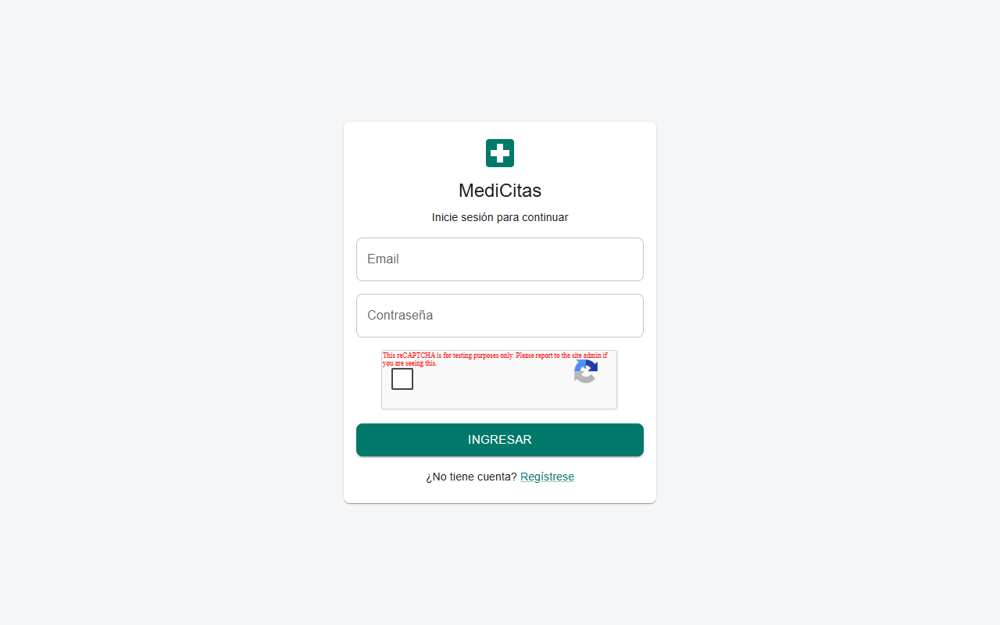 MediCitas
Inicie sesión para continuar
Email
Contraseña
This reCAPTCHA is for testing purposes only. Please report to the site admin if
you are seeing this.
INGRESAR
¿No tiene cuenta? Regístrese